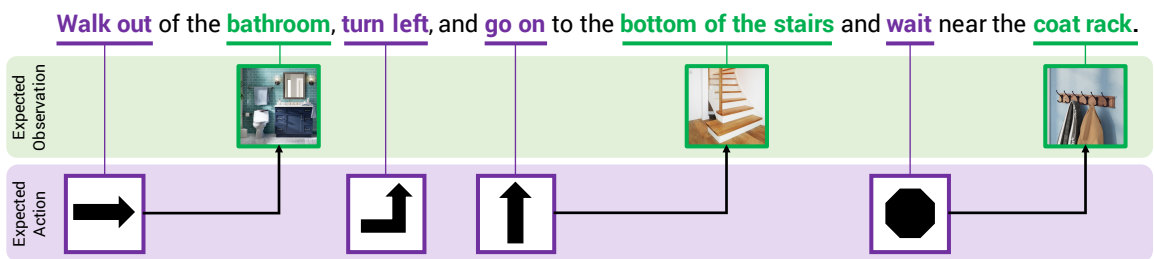 Walk out of the bathroom, turn left, and go on to the bottom of the stairs and wait near the coat rack.
Expected
Observation
Expected
Action